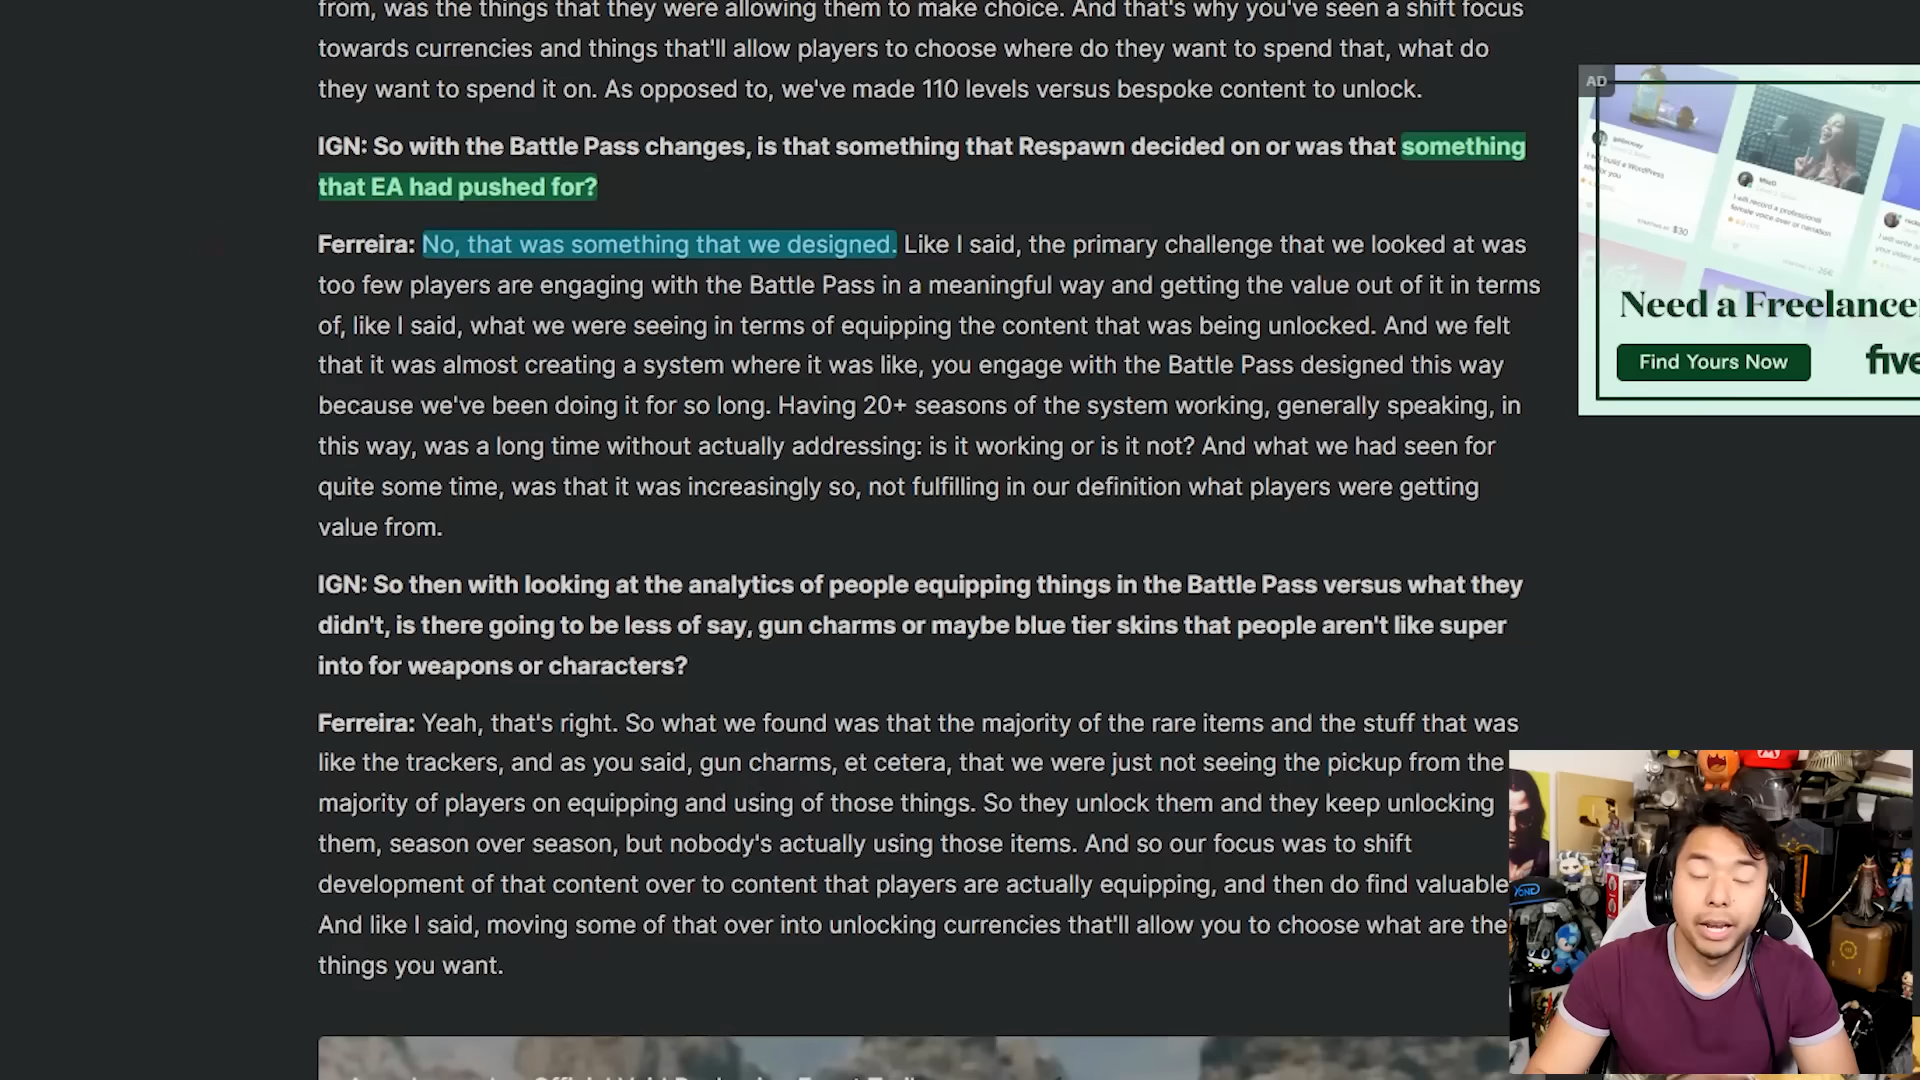 from, was the things that they were allowing them to make choice. And that's why you've seen a shift focus
towards currencies and things that'll allow players to choose where do they want to spend that, what do
they want to spend it on. As opposed to, we've made 110 levels versus bespoke content to unlock.
IGN: So with the Battle Pass changes, is that something that Respawn decided on or was that something
that EA had pushed for?
Ferreira: No, that was something that we designed. Like I said, the primary challenge that we looked at was
too few players are engaging with the Battle Pass in a meaningful way and getting the value out of it in terms
of, like I said, what we were seeing in terms of equipping the content that was being unlocked. And we felt
that it was almost creating a system where it was like, you engage with the Battle Pass designed this way
because we've been doing it for so long. Having 20+ seasons of the system working, generally speaking, in
this way, was a long time without actually addressing: is it working or is it not? And what we had seen for
quite some time, was that it was increasingly so, not fulfilling in our definition what players were getting
value from.
IGN: So then with looking at the analytics of people equipping things in the Battle Pass versus what they
didn't, is there going to be less of say, gun charms or maybe blue tier skins that people aren't like super
into for weapons or characters?
Ferreira: Yeah, that's right. So what we found was that the majority of the rare items and the stuff that was
like the trackers, and as you said, gun charms, et cetera, that we were just not seeing the pickup from the
majority of players on equipping and using of those things. So they unlock them and they keep unlocking
them, season over season, but nobody's actually using those items. And so our focus was to shift
development of that content over to content that players are actually equipping, and then do find valuable
And like I said, moving some of that over into unlocking currencies that'll allow you to choose what are the
things you want.
AD
$30
Need a Freelancer
Find Yours Now
five